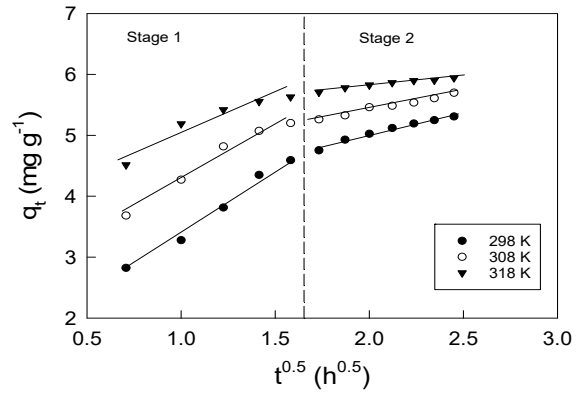 Stage 1
Stage 2
7
6
5
4
3
2
q_t (mg g^-1)
298 K
308 K
318 K
0.5 1.0 1.5 2.0 2.5 3.0
t^0.5 (h^0.5)